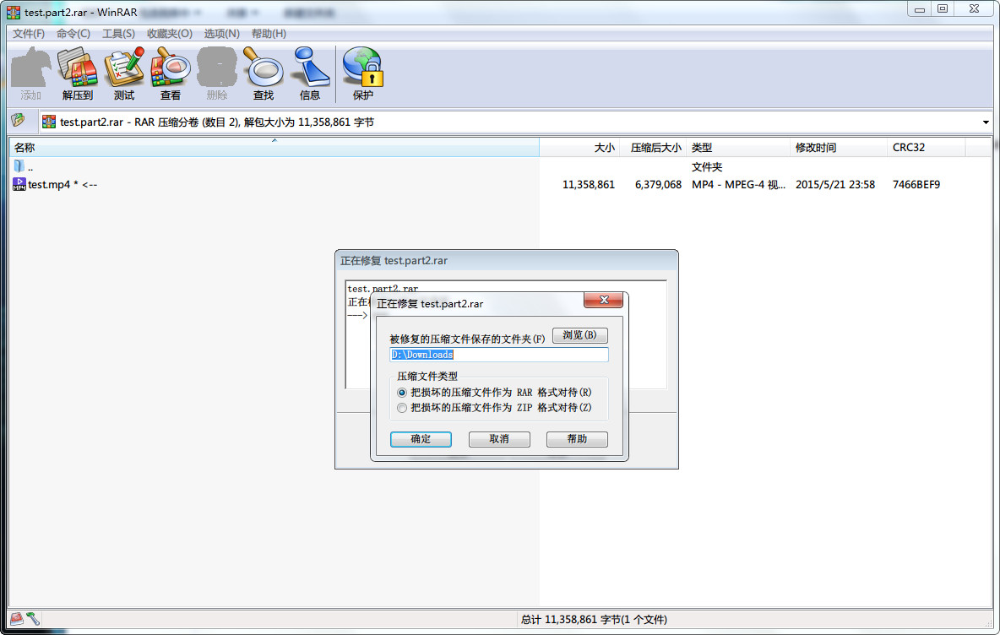 test.part2.rar - WinRAR
文件(F) 命令(C) 工具(S) 收藏夹(O) 选项(N) 帮助(H)
添加 解压到 测试 查看 删除 查找 信息 保护
test.part2.rar - RAR 压缩分卷 (数目 2), 解包大小为 11,358,861 字节
名称 大小 压缩后大小 类型 修改时间 CRC32
.. 文件夹
test.mp4 * <-- 11,358,861 6,379,068 MP4 - MPEG-4 视... 2015/5/21 23:58 7466BEF9
正在修复 test.part2.rar
test.part2.rar
正在
--->
正在修复 test.part2.rar
被修复的压缩文件保存的文件夹(F) 浏览(B)
D:\Downloads
压缩文件类型
把损坏的压缩文件作为 RAR 格式对待(R)
把损坏的压缩文件作为 ZIP 格式对待(Z)
确定 取消 帮助
总计 11,358,861 字节(1 个文件)